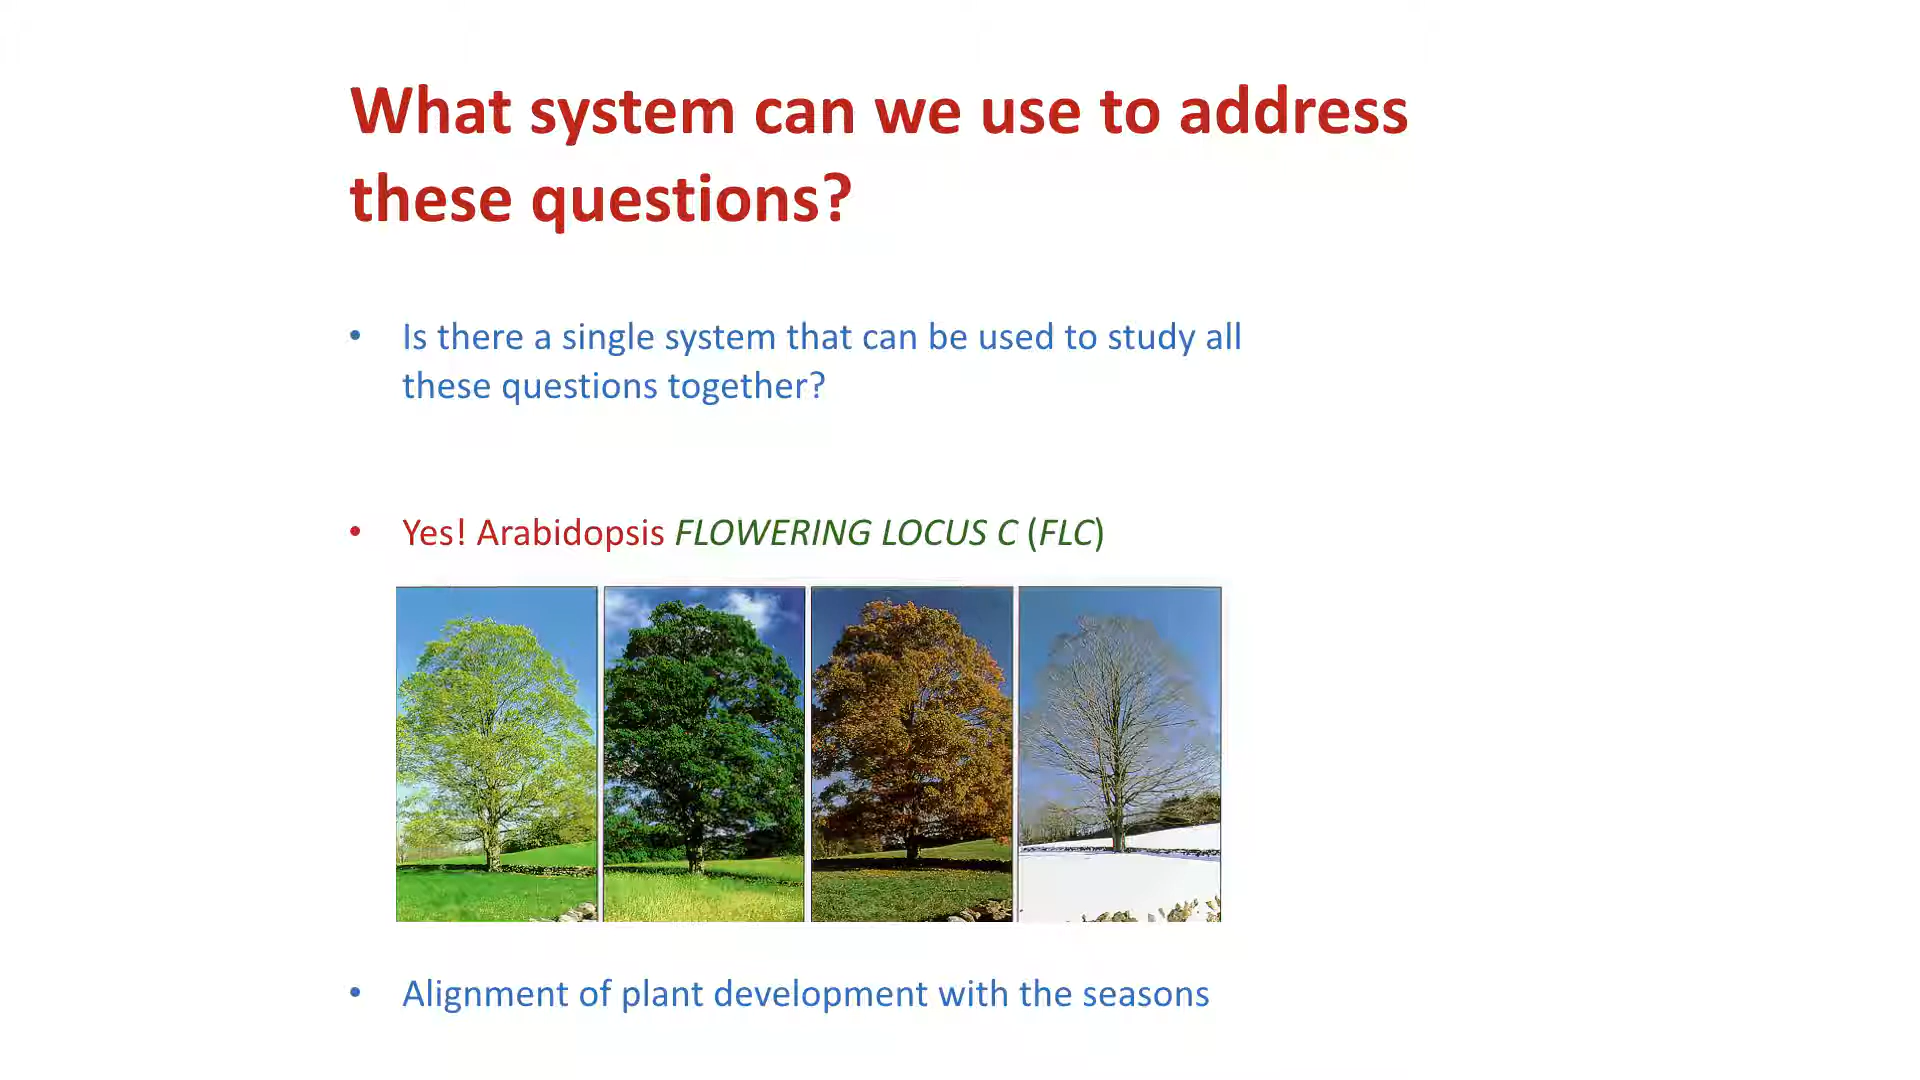 What system can we use to address
these questions?
• Is there a single system that can be used to study all
these questions together?
• Yes! Arabidopsis FLOWERING LOCUS C (FLC)
• Alignment of plant development with the seasons